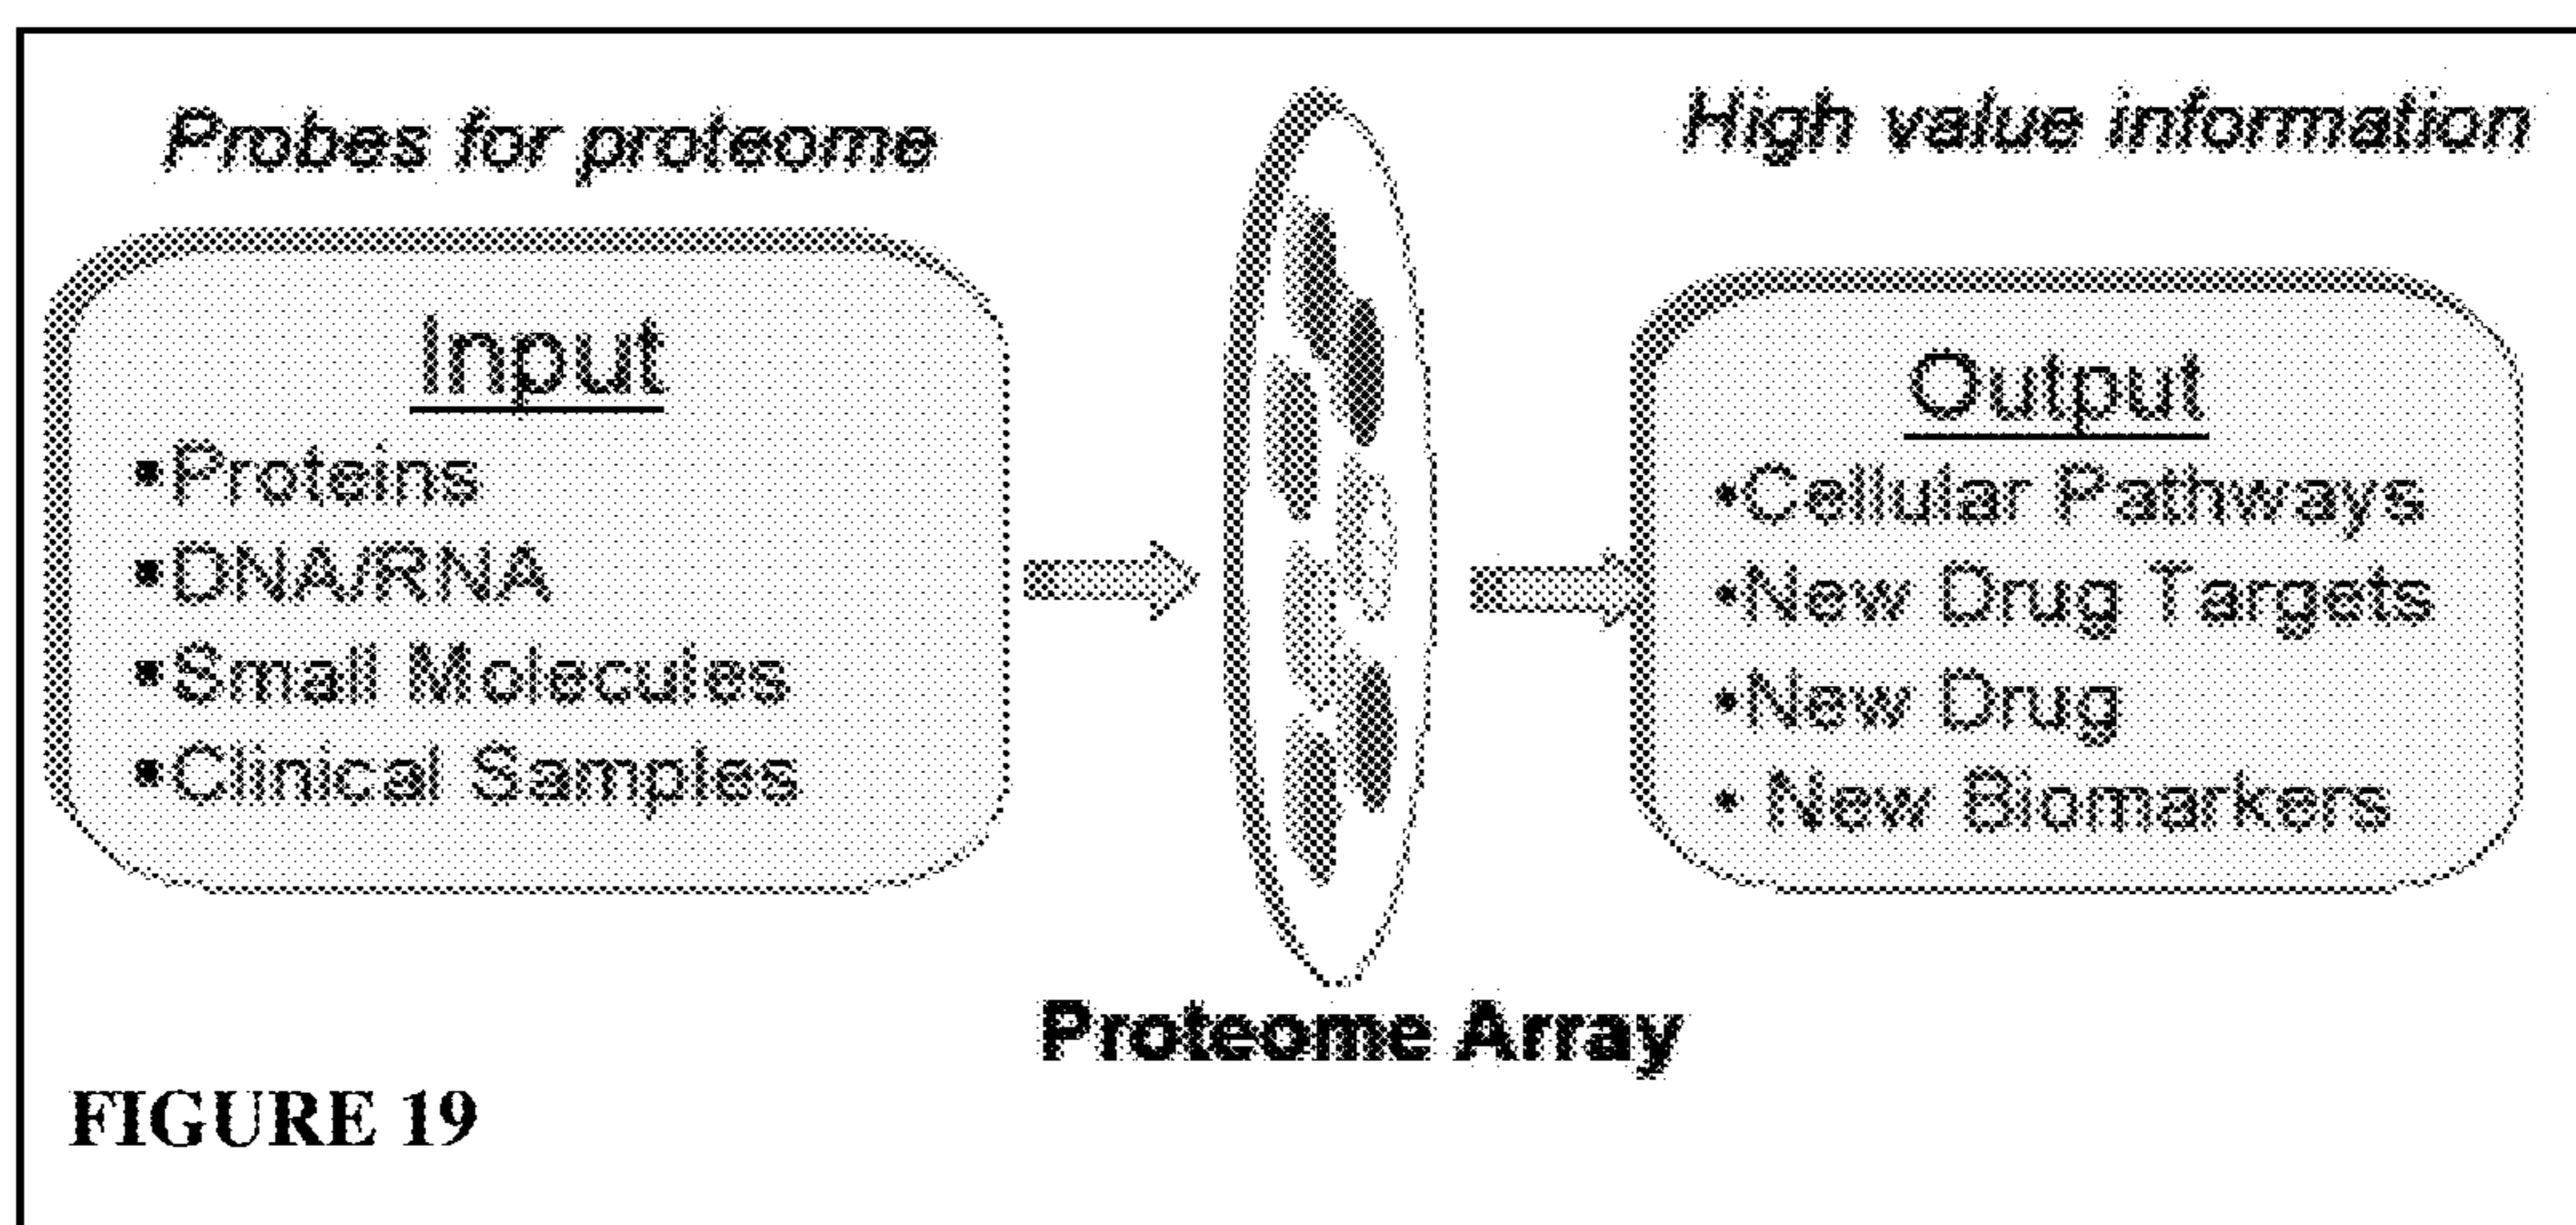 Probes for proteome
High value information
Input
▪Proteins
▪DNA/RNA
▪Small Molecules
▪Clinical Samples
Output
•Cellular Pathways
•New Drug Targets
•New Drug
• New Biomarkers
Proteome Array
FIGURE 19